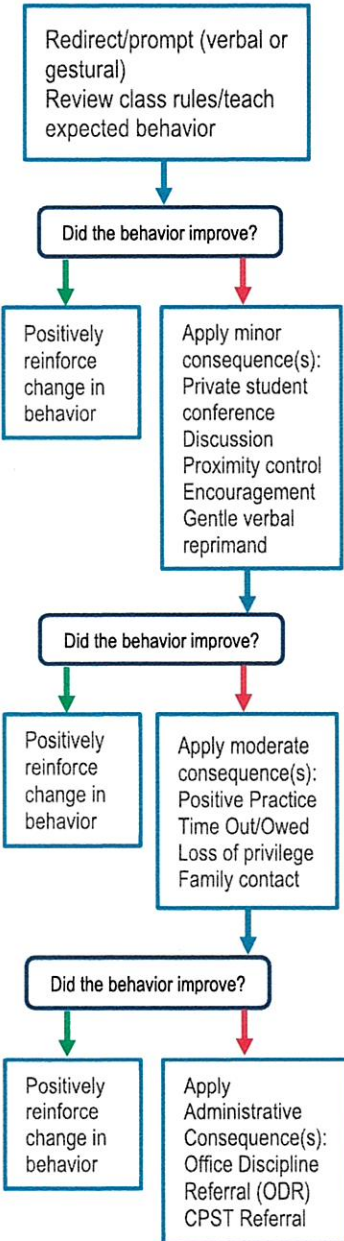 Redirect/prompt (verbal or
gestural)
Review class rules/teach
expected behavior
Did the behavior improve?
Positively
reinforce
change in
behavior
Apply minor
consequence(s):
Private student
conference
Discussion
Proximity control
Encouragement
Gentle verbal
reprimand
Did the behavior improve?
Positively
reinforce
change in
behavior
Apply moderate
consequence(s):
Positive Practice
Time Out/Owed
Loss of privilege
Family contact
Did the behavior improve?
Positively
reinforce
change in
behavior
Apply
Administrative
Consequence(s):
Office Discipline
Referral (ODR)
CPST Referral